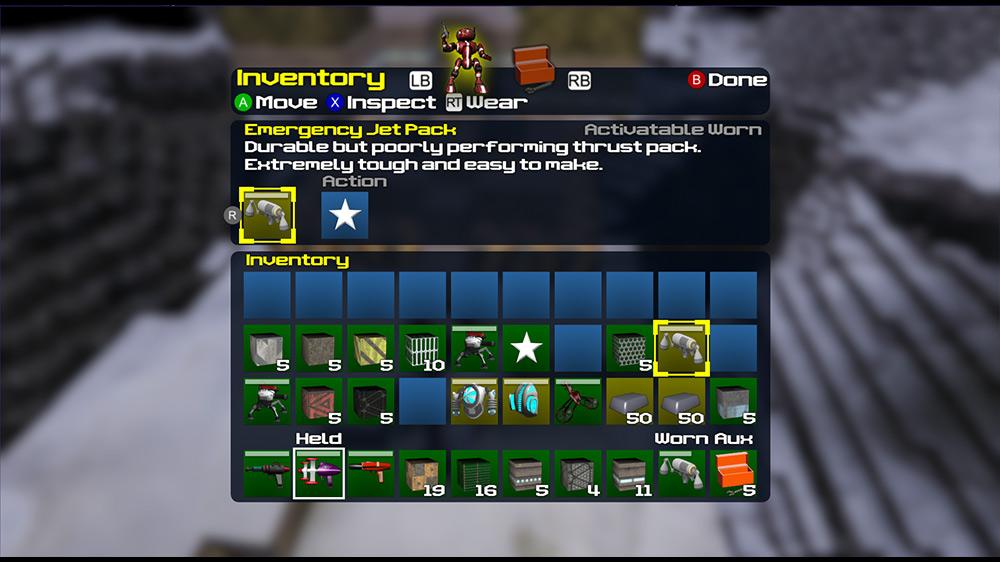 Inventory LB RB B Done
A Move X Inspect RT Wear
Emergency Jet Pack Activatable Worn
Durable but poorly performing thrust pack.
Extremely tough and easy to make.
Action
R
Inventory
5 5 5 10 5
5 5 50 50 5
Held Worn Aux
19 16 5 4 11 5